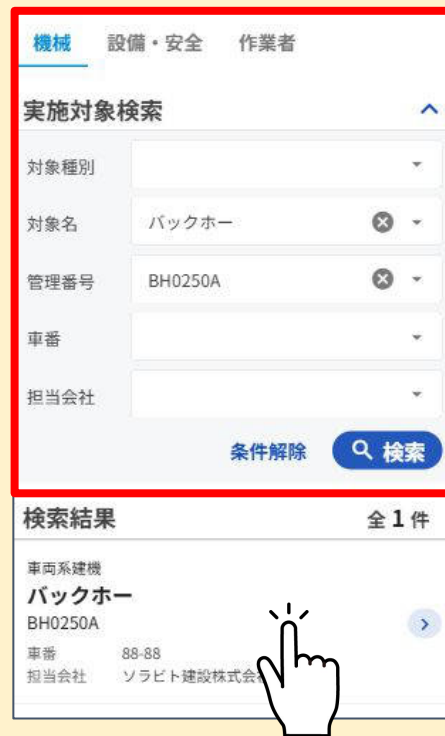 機械 設備・安全 作業者
実施対象検索
対象種別
対象名 バックホー
管理番号 BH0250A
車番
担当会社
条件解除 検索
検索結果 全1件
車両系建機
バックホー
BH0250A
車番 88-88
担当会社 ソラビト建設株式会